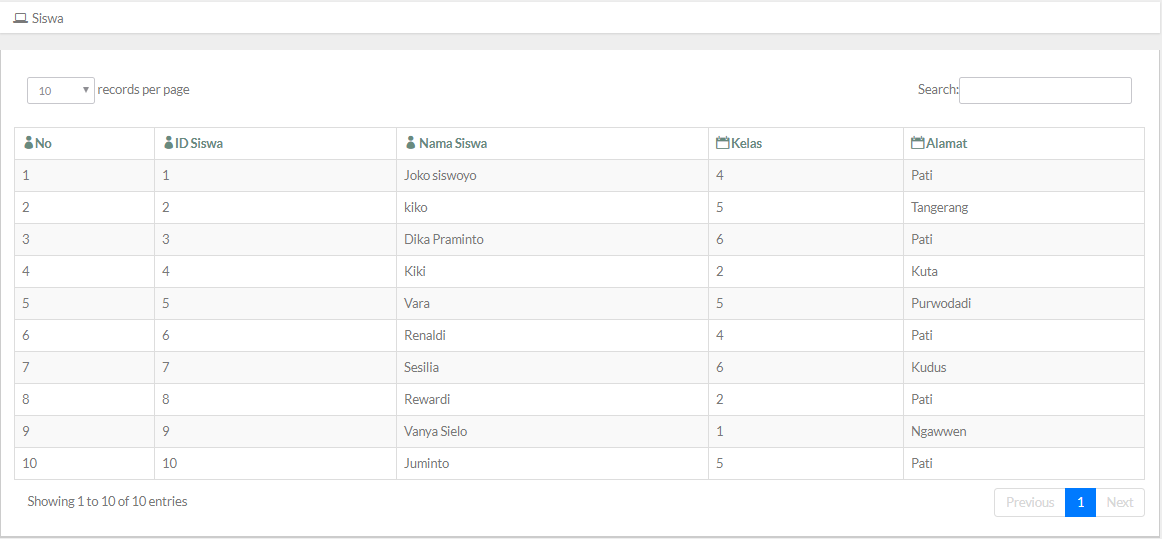 Siswa
10 records per page Search:
No ID Siswa Nama Siswa Kelas Alamat
1 1 Joko siswoyo 4 Pati
2 2 kiko 5 Tangerang
3 3 Dika Praminto 6 Pati
4 4 Kiki 2 Kuta
5 5 Vara 5 Purwodadi
6 6 Renaldi 4 Pati
7 7 Sesilia 6 Kudus
8 8 Rewardi 2 Pati
9 9 Vanya Sielo 1 Ngawwen
10 10 Juminto 5 Pati
Showing 1 to 10 of 10 entries Previous 1 Next